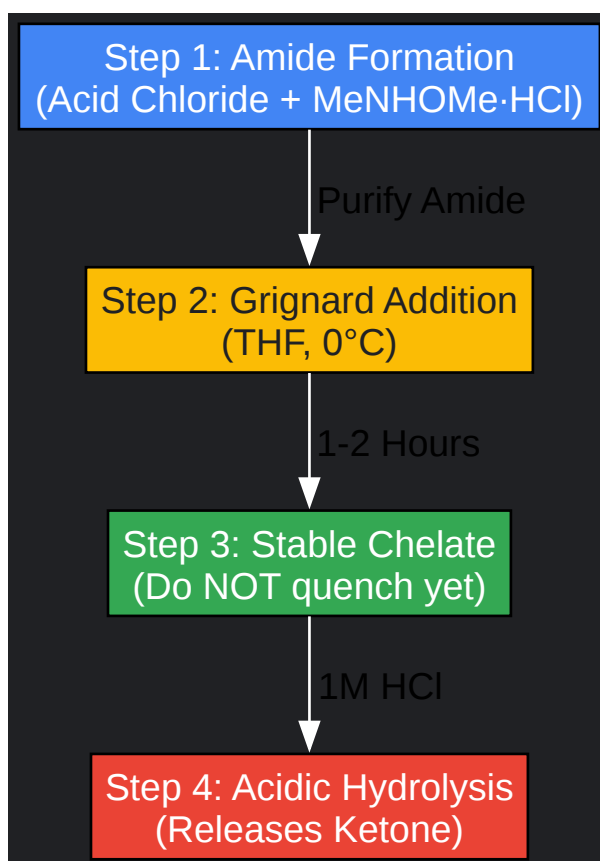 Step 1: Amide Formation
(Acid Chloride + MeNHOMe·HCl)
Purify Amide
Step 2: Grignard Addition
(THF, 0°C)
1-2 Hours
Step 3: Stable Chelate
(Do NOT quench yet)
1M HCl
Step 4: Acidic Hydrolysis
(Releases Ketone)